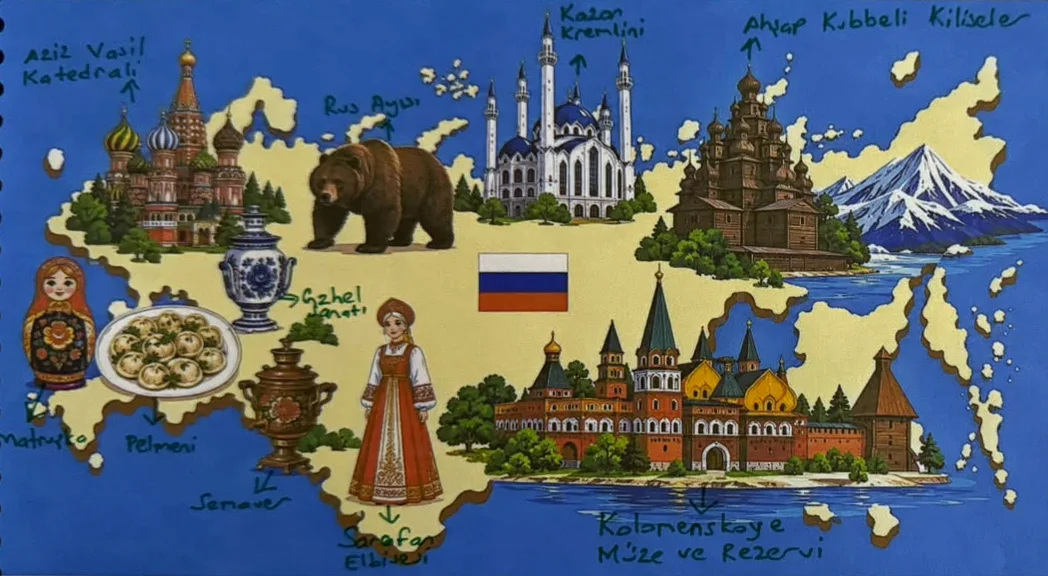 Aziz Vasil
Katedrali
Rus Ayısı
Kazan
Kremlini
Ahşap Kubbeli Kiliseler
Gzhel
sanatı
Matruşka
Pelmeni
Semaver
Sarafan
Elbisesi
Kolomenskoye
Müze ve Rezervi